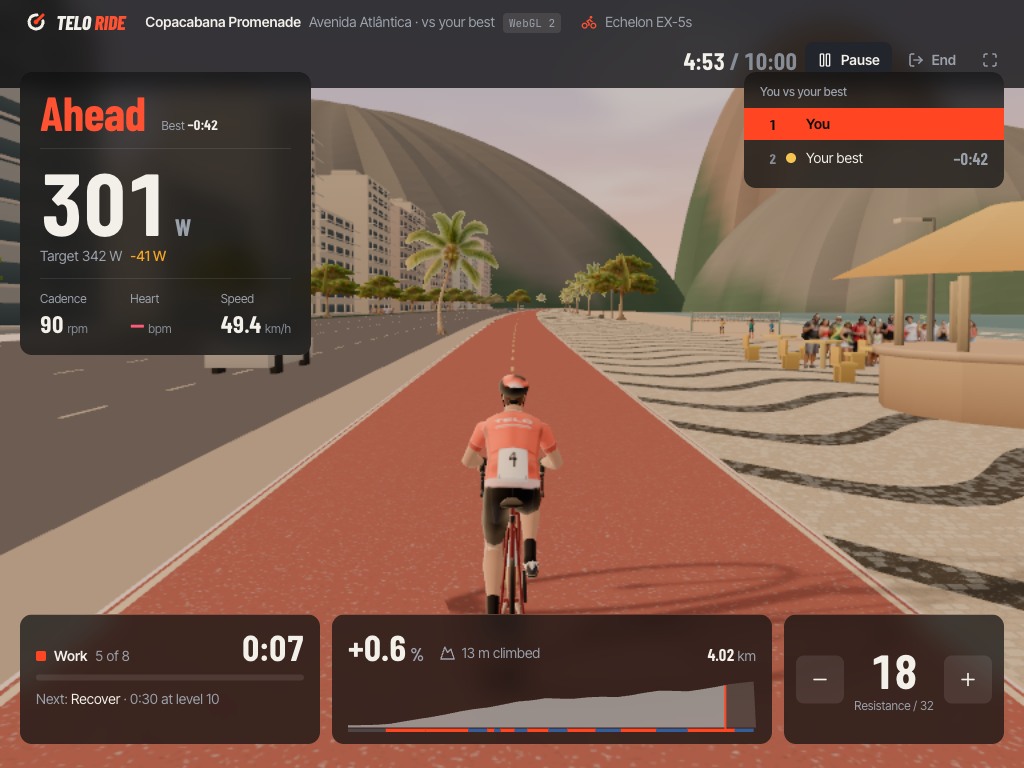 TELO RIDE Copacabana Promenade Avenida Atlântica · vs your best WebGL 2 Echelon EX-5s
4:53 / 10:00 Pause End
Ahead Best −0:42
301 W
Target 342 W -41 W
Cadence Heart Speed
90 rpm — bpm 49.4 km/h
You vs your best
1 You
2 Your best −0:42
TELO
4
Work 5 of 8 0:07
Next: Recover · 0:30 at level 10
+0.6 % 13 m climbed 4.02 km
− 18 +
Resistance / 32